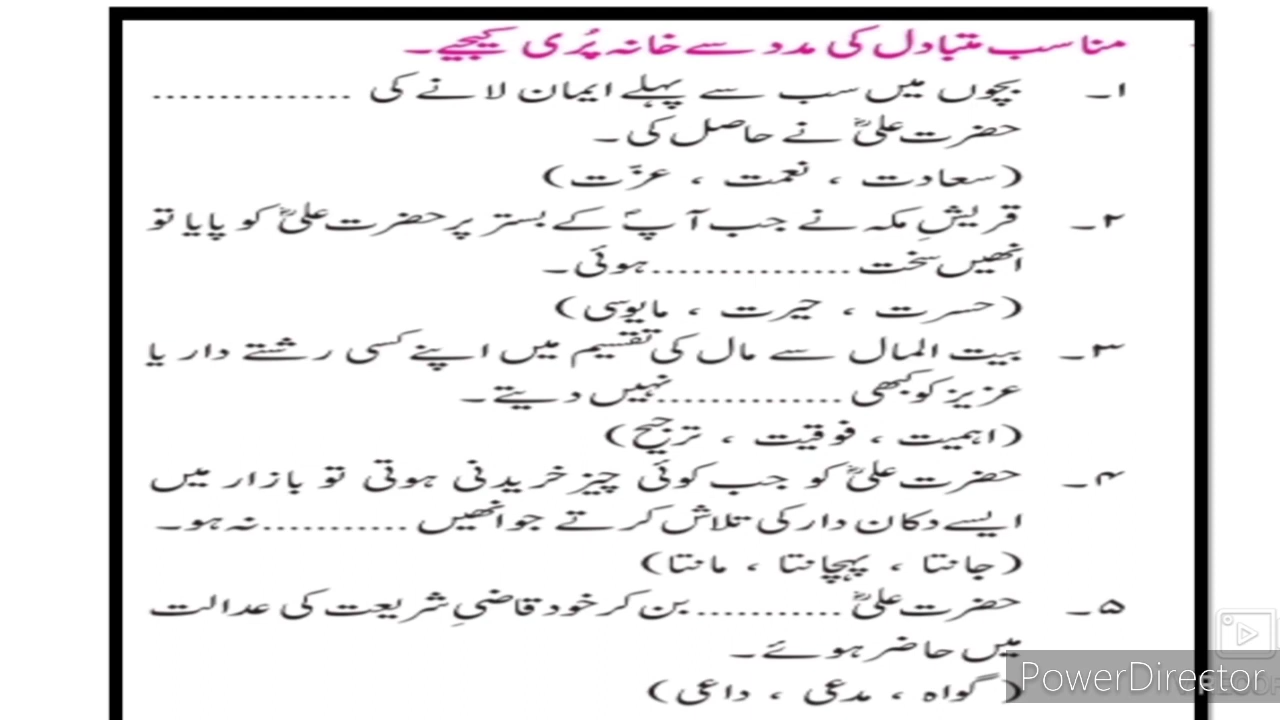 مناسب متبادل کی مدد سے خانہ پُری کیجیے۔
۱۔ بچوں میں سب سے پہلے ایمان لانے کی ...............
حضرت علیؓ نے حاصل کی۔
(سعادت ، نعمت ، عزّت)
۲۔ قریشِ مکہ نے جب آپؐ کے بستر پر حضرت علیؓ کو پایا تو
انھیں سخت ...............ہوئی۔
(حسرت ، حیرت ، مایوسی)
۳۔ بیت المال سے مال کی تقسیم میں اپنے کسی رشتے دار یا
عزیز کو کبھی ..............نہیں دیتے۔
(اہمیت ، فوقیت ، ترجیح)
۴۔ حضرت علیؓ کو جب کوئی چیز خریدنی ہوتی تو بازار میں
ایسے دکان دار کی تلاش کرتے جو انھیں ...........نہ ہو۔
(جانتا ، پہچانتا ، مانتا)
۵۔ حضرت علیؓ ........... بن کر خود قاضیِ شریعت کی عدالت
میں حاضر ہوئے۔
(گواہ ، مدعی ، داعی)
PowerDirector